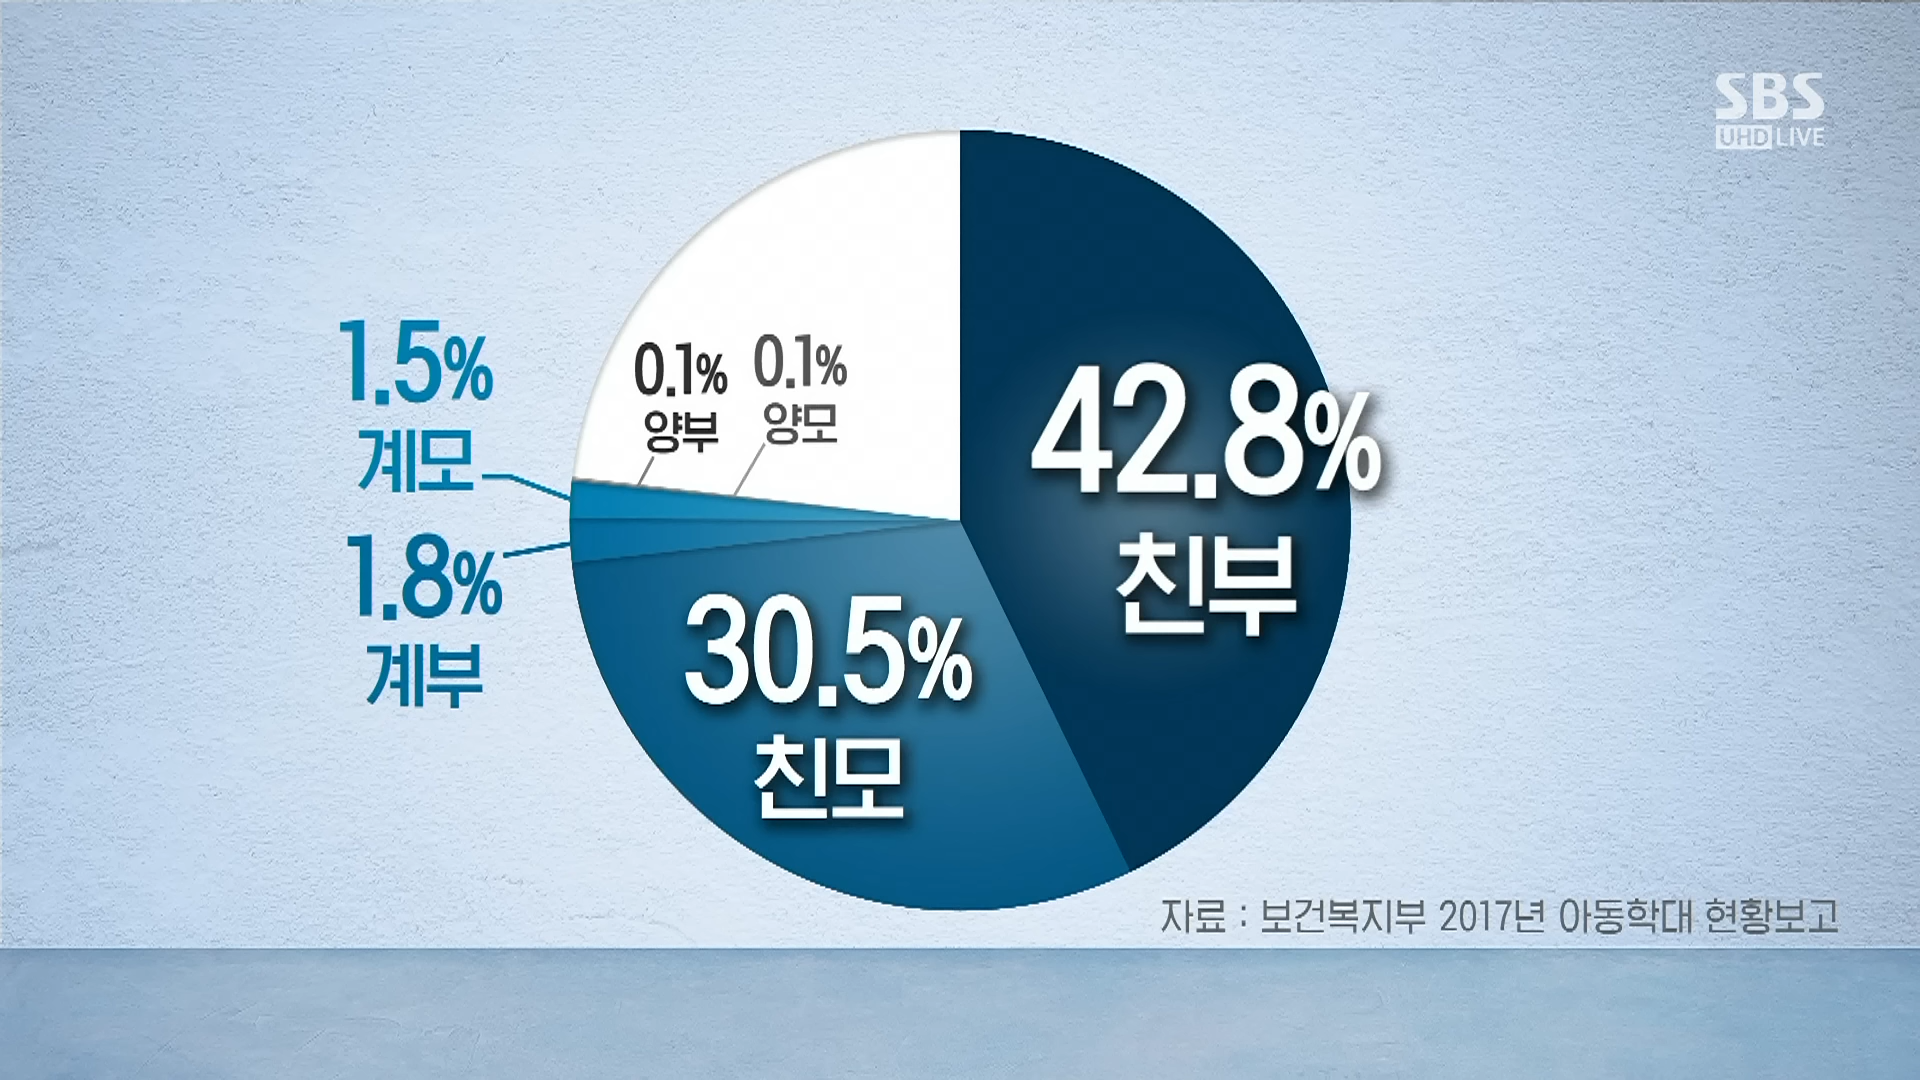 SBS
UHD LIVE
42.8%
친부
30.5%
친모
1.8%
계부
1.5%
계모
0.1%
양부
0.1%
양모
자료 : 보건복지부 2017년 아동학대 현황보고